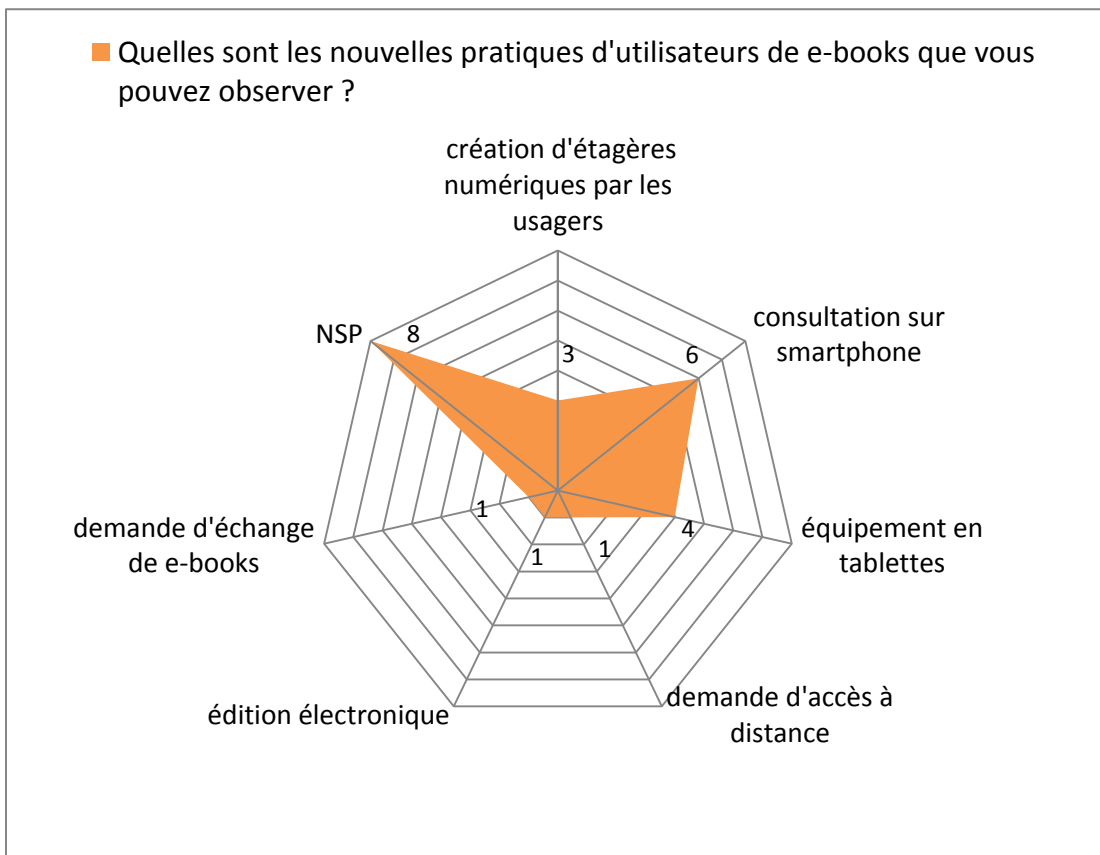 Quelles sont les nouvelles pratiques d'utilisateurs de e-books que vous
pouvez observer ?
création d'étagères
numériques par les
usagers
NSP
8
3
6
consultation sur
smartphone
demande d'échange
de e-books
1
1
1
4
équipement en
tablettes
édition électronique
demande d'accès à
distance